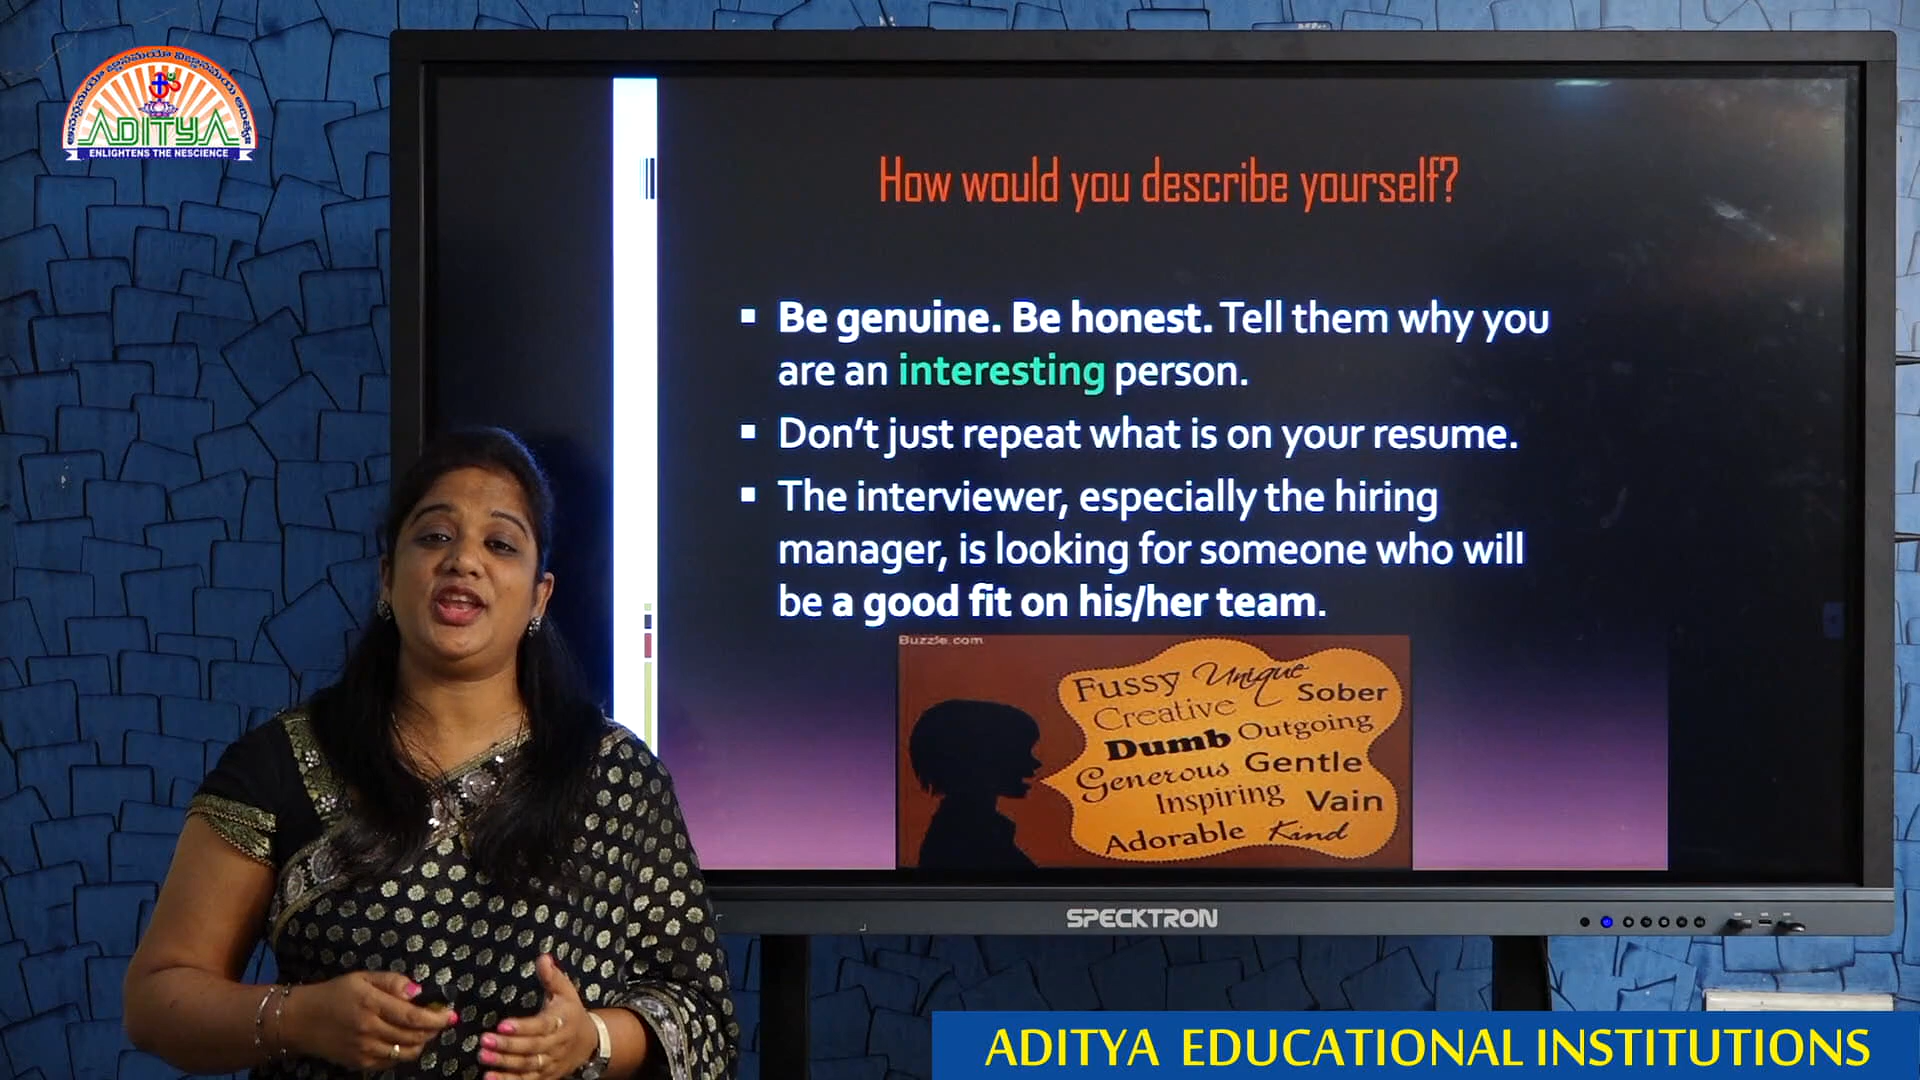 ADITYA
ENLIGHTENS THE NESCIENCE
How would you describe yourself?
Be genuine. Be honest. Tell them why you
are an interesting person.
Don't just repeat what is on your resume.
The interviewer, especially the hiring
manager, is looking for someone who will
be a good fit on his/her team.
Buzzle.com
Fussy Unique
Sober
Creative
Dumb Outgoing
Generous Gentle
Inspiring Vain
Adorable Kind
SPECKTRON
ADITYA EDUCATIONAL INSTITUTIONS